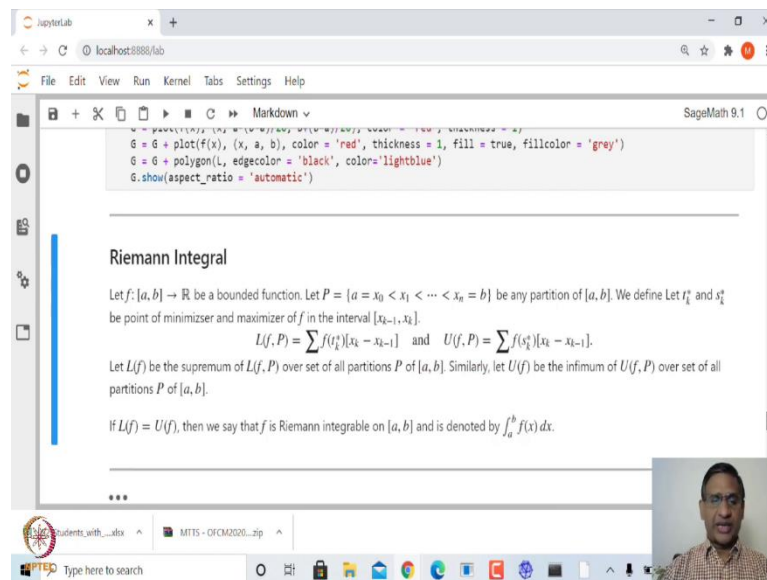 JupyterLab
localhost:8888/lab
M
File Edit View Run Kernel Tabs Settings Help
Markdown
SageMath 9.1
G = G + plot(f(x), (x, a, b), color = 'red', thickness = 1, fill = true, fillcolor = 'grey')
G = G + polygon(L, edgecolor = 'black', color='lightblue')
G.show(aspect_ratio = 'automatic')
Riemann Integral
Let f: [a, b] → ℝ be a bounded function. Let P = {a = x₀ < x₁ < ⋯ < xₙ = b} be any partition of [a, b]. We define Let t*ₖ and s*ₖ
be point of minimizser and maximizer of f in the interval [xₖ₋₁, xₖ].
L(f, P) = ∑ f(t*ₖ)[xₖ − xₖ₋₁] and U(f, P) = ∑ f(s*ₖ)[xₖ − xₖ₋₁].
Let L(f) be the supremum of L(f, P) over set of all partitions P of [a, b]. Similarly, let U(f) be the infimum of U(f, P) over set of all
partitions P of [a, b].
If L(f) = U(f), then we say that f is Riemann integrable on [a, b] and is denoted by ∫ₐᵇ f(x) dx.
•••
Students_with_....xlsx
MTTS - OFCM2020....zip
NPTEL
Type here to search